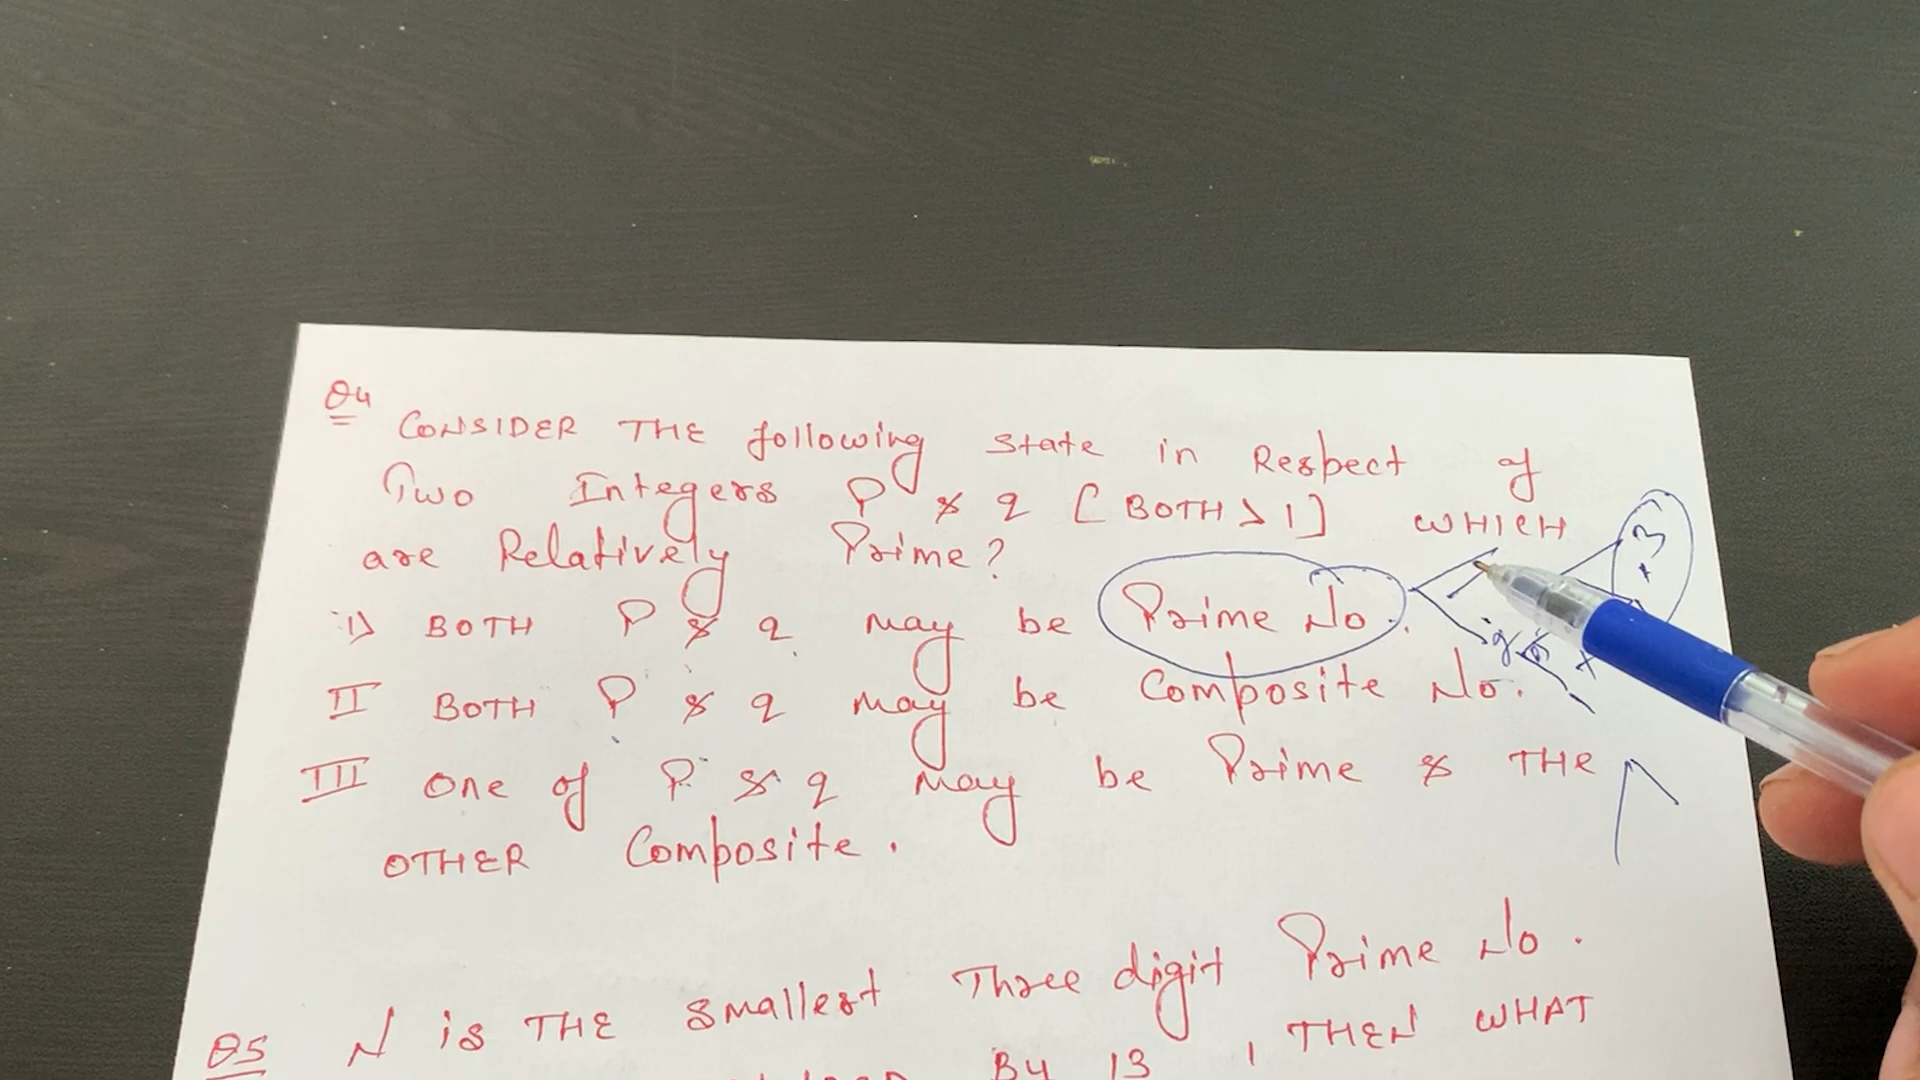 Q4
CONSIDER THE following State in Respect of
Two Integers P & q [BOTH > 1] WHICH
are Relatively Prime?
1) BOTH P & q may be Prime No.
II BOTH P & q may be Composite No.
III One of P & q may be Prime & THE
OTHER Composite.
Q5 N is THE smallest Three digit Prime No.
By 13, THEN WHAT